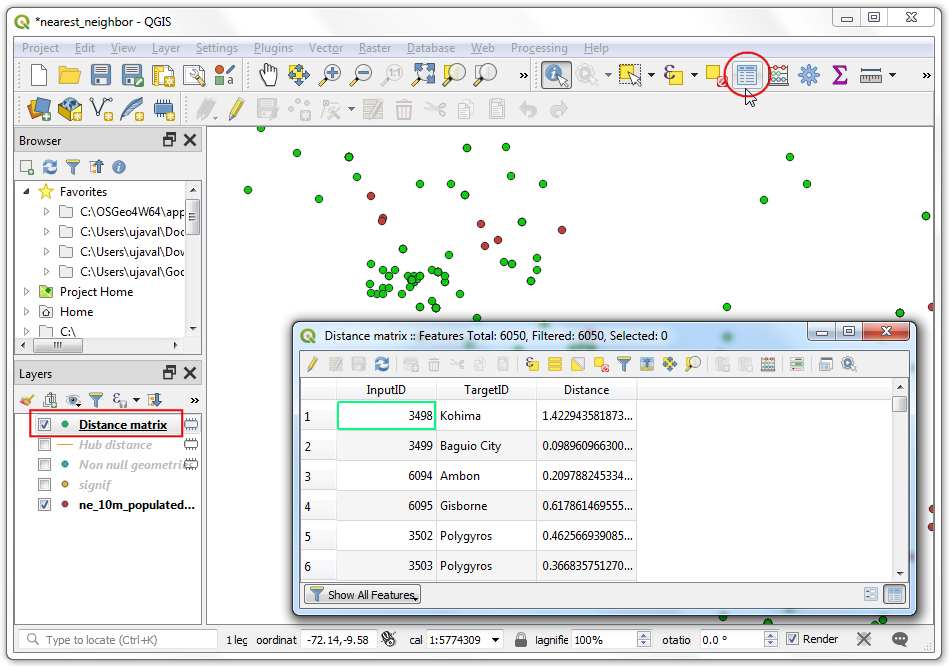 *nearest_neighbor - QGIS
Project Edit View Layer Settings Plugins Vector Raster Database Web Processing Help
Browser
Favorites
C:\OSGeo4W64\app
C:\Users\ujaval\Doc
C:\Users\ujaval\Dov
C:\Users\ujaval\Goc
Project Home
Home
C:\
Layers
Distance matrix
Hub distance
Non null geometries
signif
ne_10m_populated...
Distance matrix :: Features Total: 6050, Filtered: 6050, Selected: 0
InputID TargetID Distance
1 3498 Kohima 1.422943581873...
2 3499 Baguio City 0.098960966300...
3 6094 Ambon 0.209788245334...
4 6095 Gisborne 0.617861469555...
5 3502 Polygyros 0.462566939085...
6 3503 Polygyros 0.366835751270...
Show All Features
Type to locate (Ctrl+K) 1 leg oordinat -72.14,-9.58 cal 1:5774309 lagnifie 100% otatio 0.0 ° Render